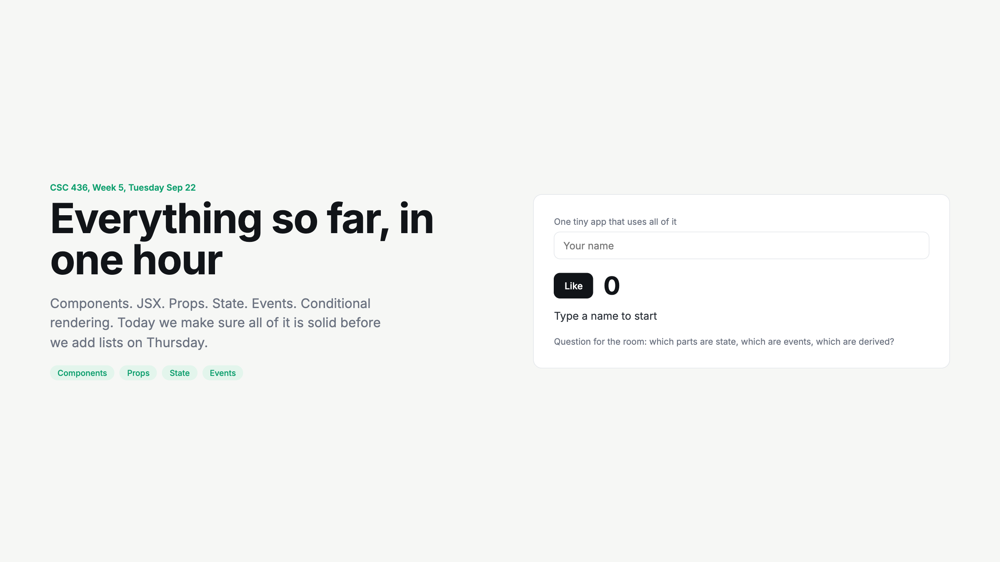 CSC 436, Week 5, Tuesday Sep 22
Everything so far, in
one hour
Components. JSX. Props. State. Events. Conditional
rendering. Today we make sure all of it is solid before
we add lists on Thursday.
Components Props State Events
One tiny app that uses all of it
Your name
Like 0
Type a name to start
Question for the room: which parts are state, which are events, which are derived?